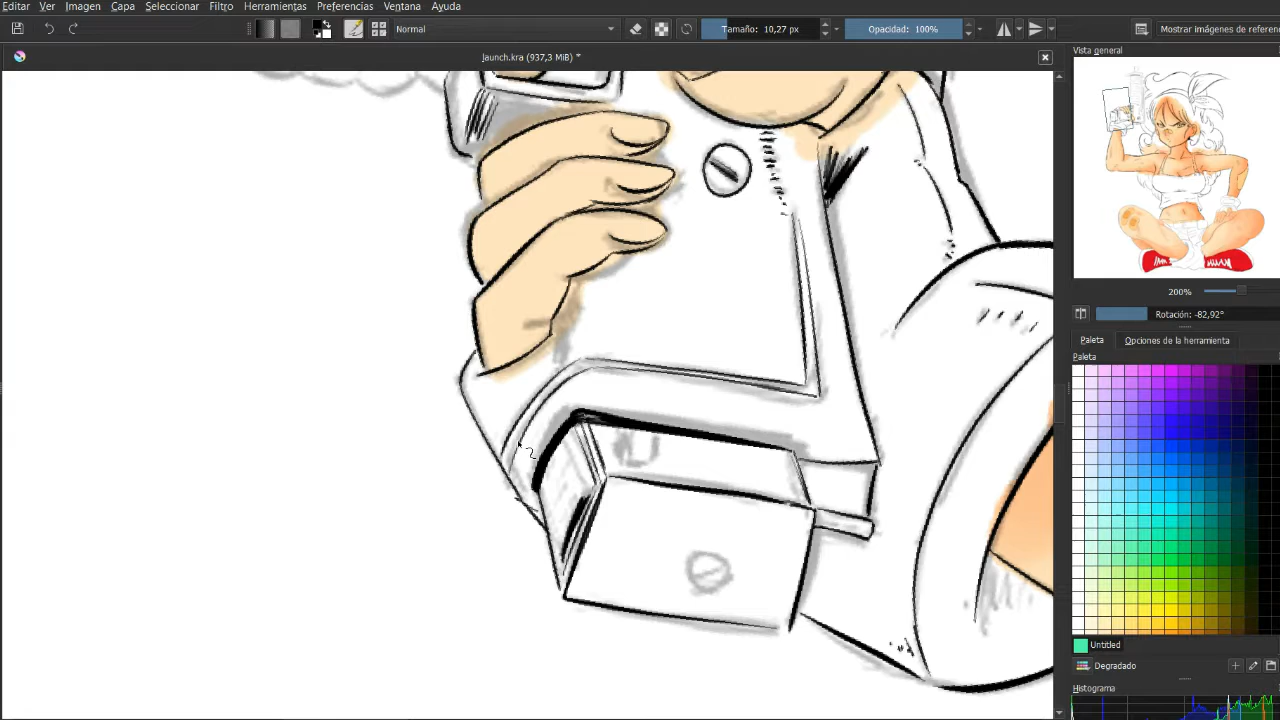 Editar Ver Imagen Capa Seleccionar Filtro Herramientas Preferencias Ventana Ayuda
Normal Tamaño: 10,27 px Opacidad: 100% Mostrar Imágenes de referen
launch.kra (937,3 MiB) *
Vista general
200%
Rotación: -82,92°
Paleta Opciones de la herramienta
Paleta
Untitled
Degradado
Histograma